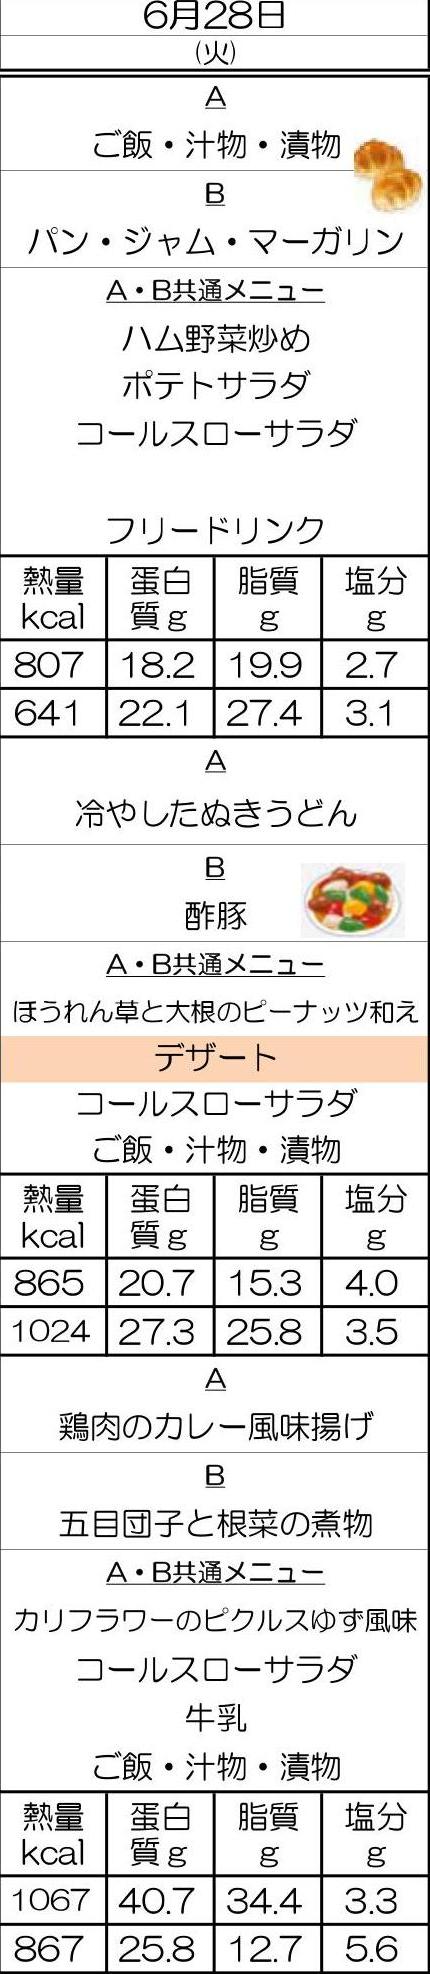 6月28日
(火)
A
ご飯・汁物・漬物
B
パン・ジャム・マーガリン
A・B共通メニュー
ハム野菜炒め
ポテトサラダ
コールスローサラダ
フリードリンク
熱量 蛋白 脂質 塩分
kcal 質g g g
807 18.2 19.9 2.7
641 22.1 27.4 3.1
A
冷やしたぬきうどん
B
酢豚
A・B共通メニュー
ほうれん草と大根のピーナッツ和え
デザート
コールスローサラダ
ご飯・汁物・漬物
熱量 蛋白 脂質 塩分
kcal 質g g g
865 20.7 15.3 4.0
1024 27.3 25.8 3.5
A
鶏肉のカレー風味揚げ
B
五目団子と根菜の煮物
A・B共通メニュー
カリフラワーのピクルスゆず風味
コールスローサラダ
牛乳
ご飯・汁物・漬物
熱量 蛋白 脂質 塩分
kcal 質g g g
1067 40.7 34.4 3.3
867 25.8 12.7 5.6